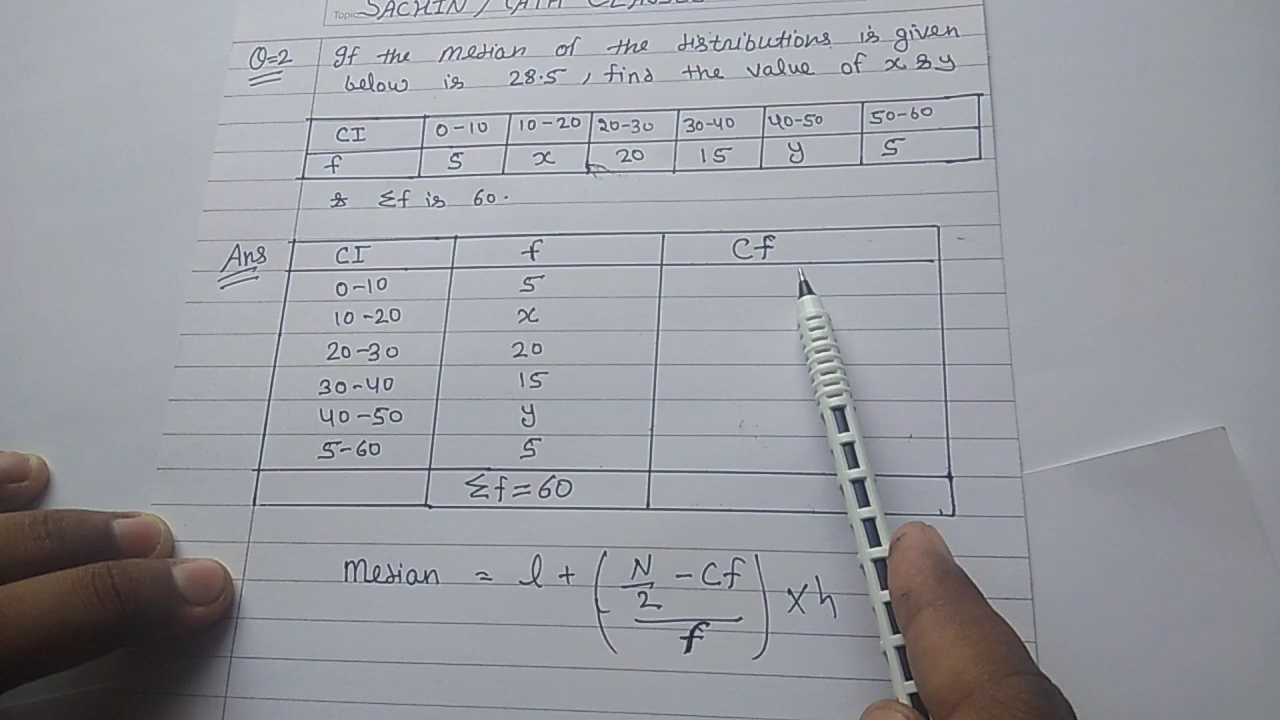 Topic SACHIN
Q=2 If the median of the distributions is given
below is 28.5, find the value of x & y
CI 0-10 10-20 20-30 30-40 40-50 50-60
f 5 x 20 15 y 5
& Σf is 60.
Ans CI f Cf
0-10 5
10-20 x
20-30 20
30-40 15
40-50 y
5-60 5
Σf=60
Median = l + (N/2 - Cf / f) × h